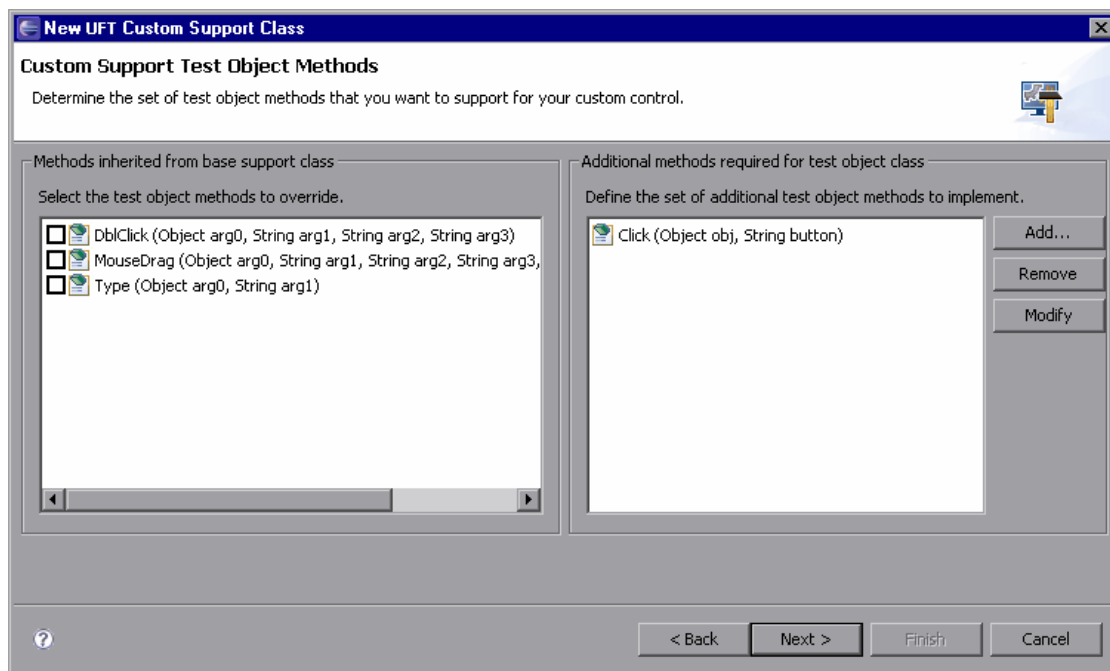 New UFT Custom Support Class
Custom Support Test Object Methods
Determine the set of test object methods that you want to support for your custom control.
Methods inherited from base support class
Select the test object methods to override.
DblClick (Object arg0, String arg1, String arg2, String arg3)
MouseDrag (Object arg0, String arg1, String arg2, String arg3,
Type (Object arg0, String arg1)
Additional methods required for test object class
Define the set of additional test object methods to implement.
Click (Object obj, String button)
Add...
Remove
Modify
?
< Back
Next >
Finish
Cancel